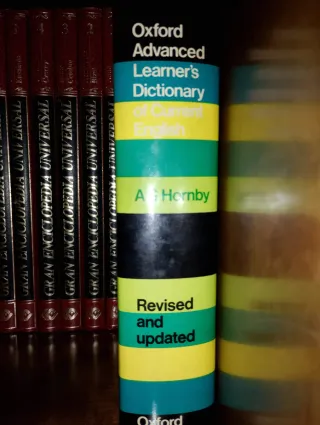 Oxford
Advanced
Learner's
Dictionary
of Current
English
A S Hornby
Revised
and
updated
Oxford
GRAN ENCICLOPEDIA UNIVERSAL
GRAN ENCICLOPEDIA UNIVERSAL
GRAN ENCICLOPEDIA UNIVERSAL
GRAN ENCICLOPEDIA UNIVERSAL
GRAN ENCICLOPEDIA UNIVERSAL